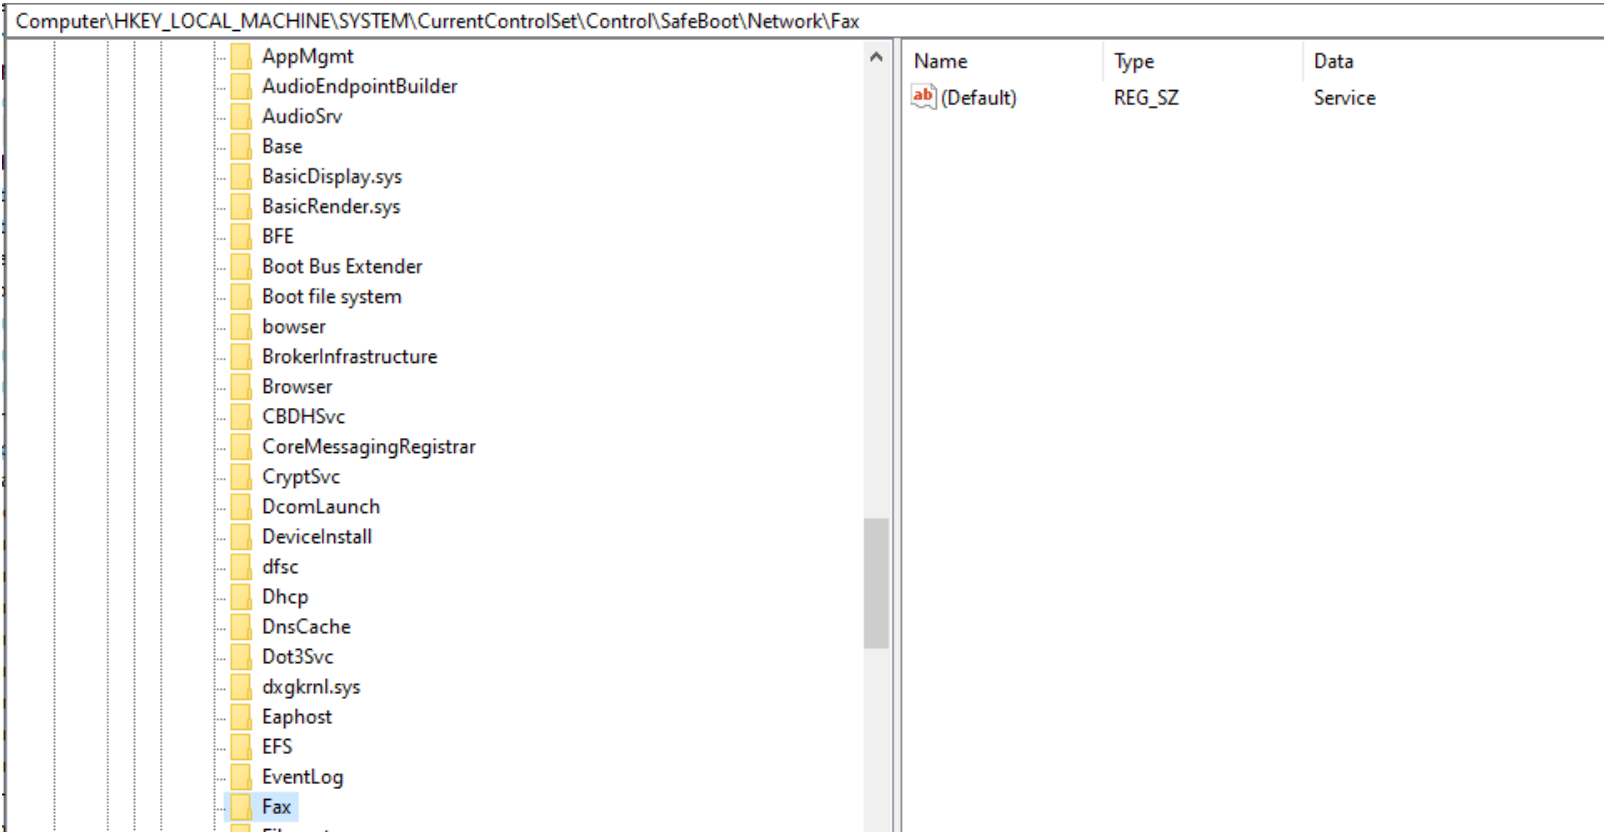 Computer\HKEY_LOCAL_MACHINE\SYSTEM\CurrentControlSet\Control\SafeBoot\Network\Fax
AppMgmt
AudioEndpointBuilder
AudioSrv
Base
BasicDisplay.sys
BasicRender.sys
BFE
Boot Bus Extender
Boot file system
bowser
BrokerInfrastructure
Browser
CBDHSvc
CoreMessagingRegistrar
CryptSvc
DcomLaunch
DeviceInstall
dfsc
Dhcp
DnsCache
Dot3Svc
dxgkrnl.sys
Eaphost
EFS
EventLog
Fax
Name Type Data
(Default) REG_SZ Service